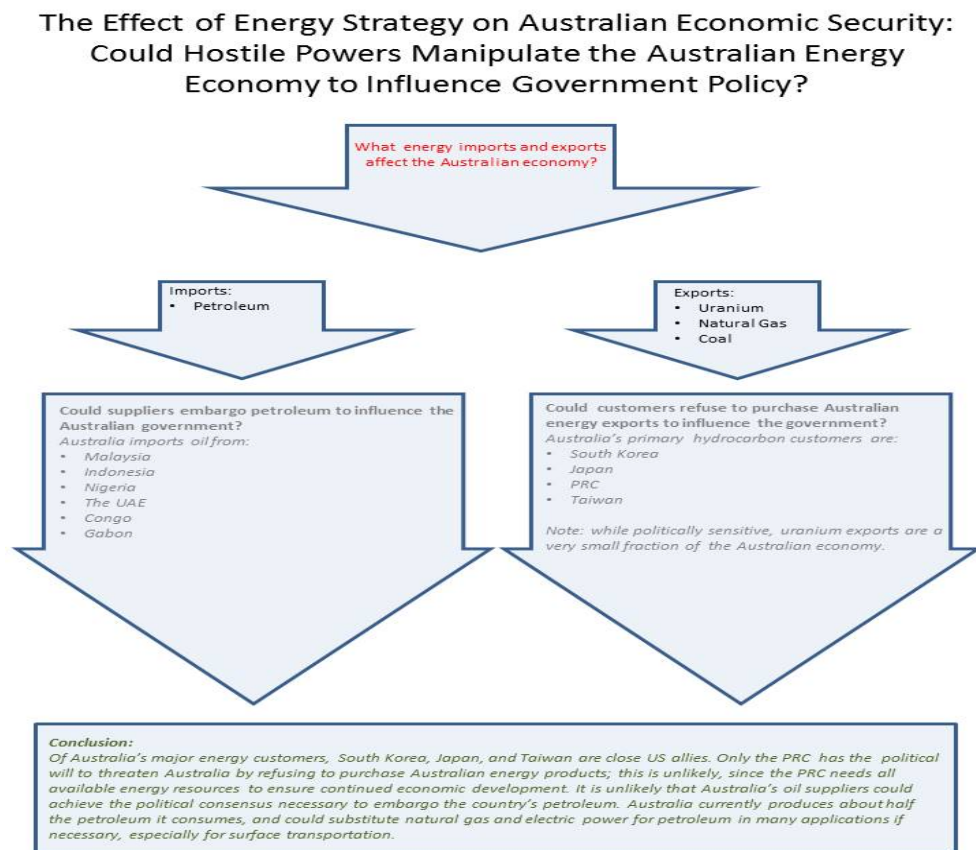 The Effect of Energy Strategy on Australian Economic Security:
Could Hostile Powers Manipulate the Australian Energy
Economy to Influence Government Policy?
What energy imports and exports
affect the Australian economy?
Imports:
• Petroleum
Exports:
• Uranium
• Natural Gas
• Coal
Could suppliers embargo petroleum to influence the
Australian government?
Australia imports oil from:
• Malaysia
• Indonesia
• Nigeria
• The UAE
• Congo
• Gabon
Could customers refuse to purchase Australian
energy exports to influence the government?
Australia's primary hydrocarbon customers are:
• South Korea
• Japan
• PRC
• Taiwan
Note: while politically sensitive, uranium exports are a
very small fraction of the Australian economy.
Conclusion:
Of Australia's major energy customers, South Korea, Japan, and Taiwan are close US allies. Only the PRC has the political
will to threaten Australia by refusing to purchase Australian energy products; this is unlikely, since the PRC needs all
available energy resources to ensure continued economic development. It is unlikely that Australia's oil suppliers could
achieve the political consensus necessary to embargo the country's petroleum. Australia currently produces about half
the petroleum it consumes, and could substitute natural gas and electric power for petroleum in many applications if
necessary, especially for surface transportation.